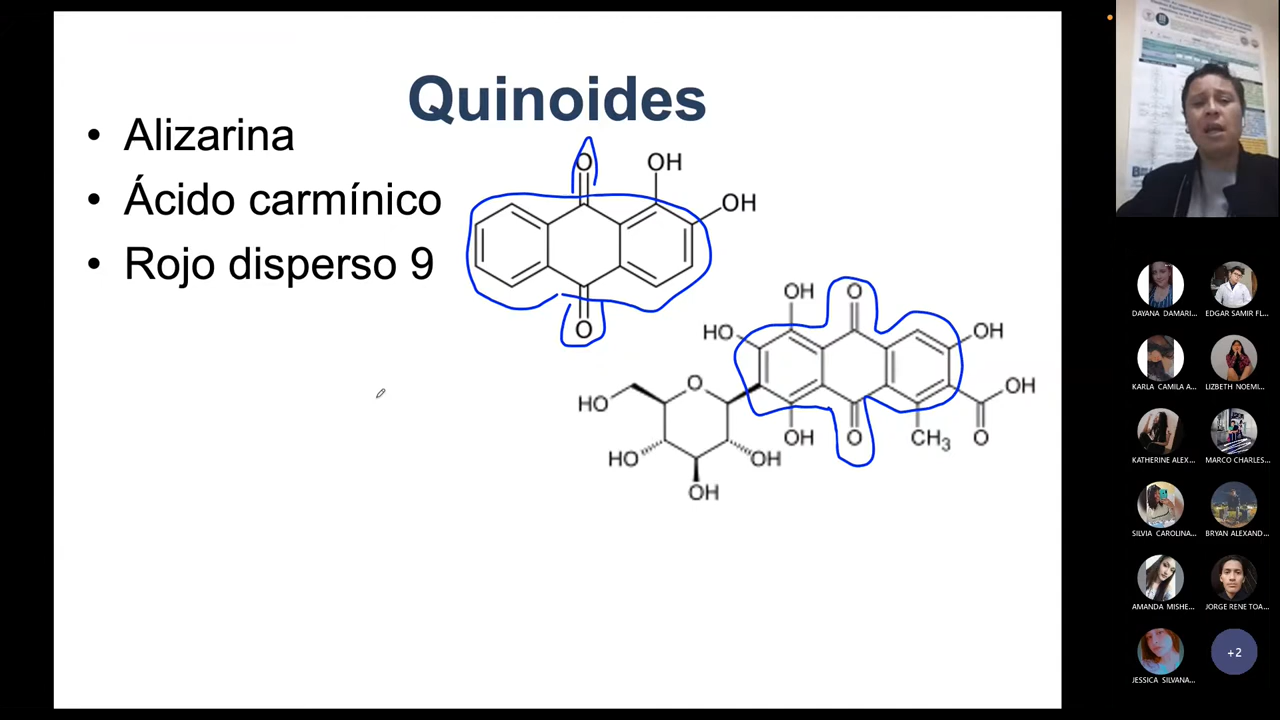 Quinoides
• Alizarina
• Ácido carmínico
• Rojo disperso 9
O
OH
OH
O
OH
O
HO
OH
O
HO
OH
OH
O
CH3
O
HO
OH
OH
DAYANA DAMARI...
EDGAR SAMIR FL...
KARLA CAMILA A...
LIZBETH NOEMI...
KATHERINE ALEX...
MARCO CHARLES...
SILVIA CAROLINA...
BRYAN ALEXAND...
AMANDA MISHE...
JORGE RENE TOA...
JESSICA SILVANA...
+2